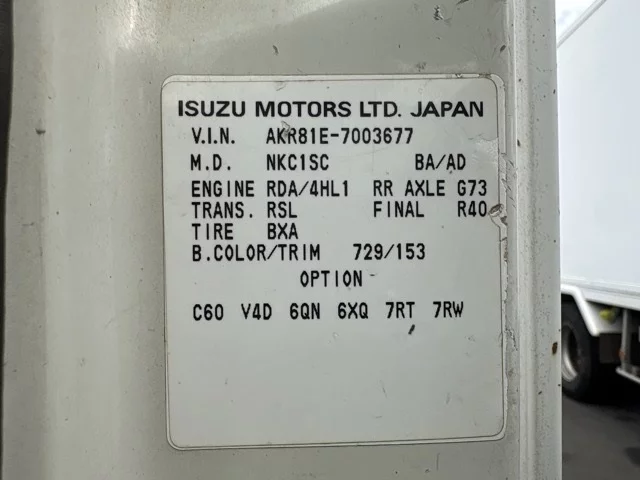 ISUZU MOTORS LTD. JAPAN
V.I.N. AKR81E-7003677
M.D. NKC1SC BA/AD
ENGINE RDA/4HL1 RR AXLE G73
TRANS. RSL FINAL R40
TIRE BXA
B.COLOR/TRIM 729/153
OPTION
C60 V4D 6QN 6XQ 7RT 7RW